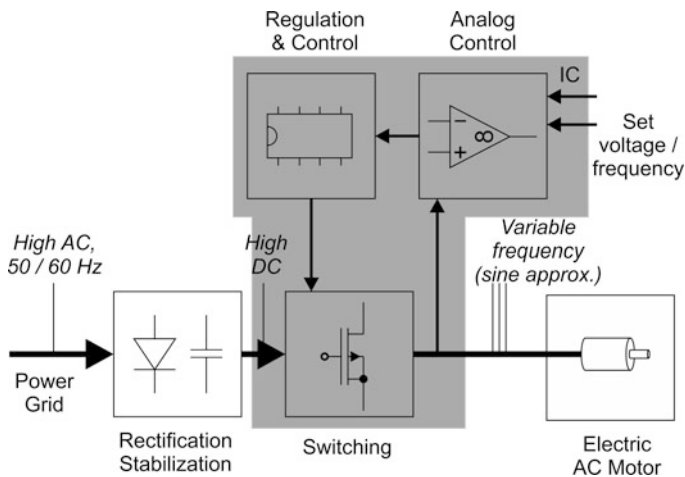 Regulation
& Control
Analog
Control
IC
Set
voltage /
frequency
High AC,
50 / 60 Hz
High
DC
Variable
frequency
(sine approx.)
Power
Grid
Rectification
Stabilization
Switching
Electric
AC Motor